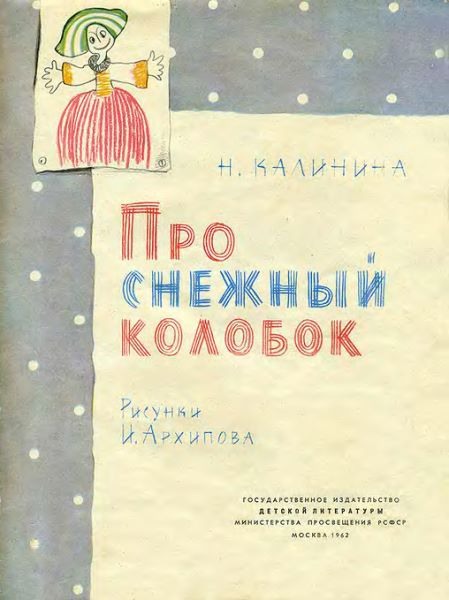 Н. КАЛИНИНА
ПРО
СНЕЖНЫЙ
КОЛОБОК
РИСУНКИ
И. АРХИПОВА
ГОСУДАРСТВЕННОЕ ИЗДАТЕЛЬСТВО
ДЕТСКОЙ ЛИТЕРАТУРЫ
МИНИСТЕРСТВА ПРОСВЕЩЕНИЯ РСФСР
МОСКВА 1962